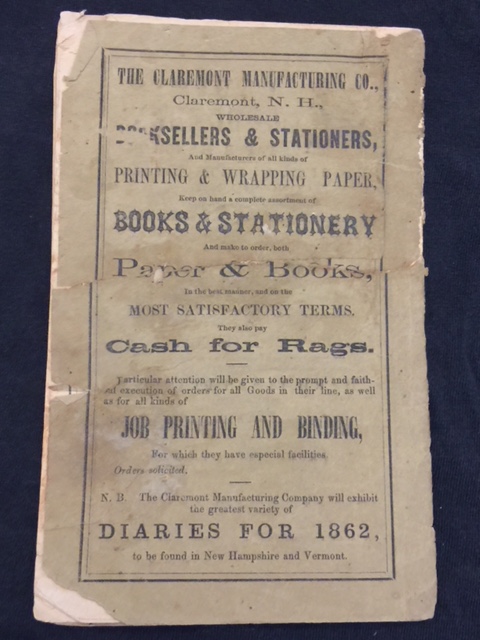 THE CLAREMONT MANUFACTURING CO.,
Claremont, N. H.,
WHOLESALE
BOOKSELLERS & STATIONERS,
And Manufacturers of all kinds of
PRINTING & WRAPPING PAPER,
Keep on hand a complete assortment of
BOOKS & STATIONERY
And make to order, both
Paper & Books,
In the best manner, and on the
MOST SATISFACTORY TERMS.
They also pay
Cash for Rags.
Particular attention will be given to the prompt and faith-
ful execution of orders for all Goods in their line, as well
as for all kinds of
JOB PRINTING AND BINDING,
For which they have especial facilities.
Orders solicited.
N. B. The Claremont Manufacturing Company will exhibit
the greatest variety of
DIARIES FOR 1862,
to be found in New Hampshire and Vermont.